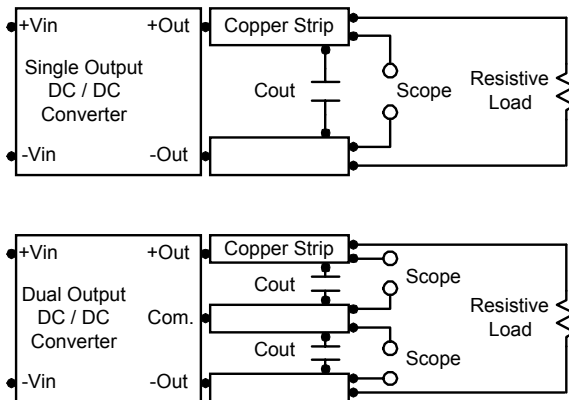 +Vin +Out Copper Strip
Single Output
DC / DC
Converter
Cout
Scope
Resistive
Load
-Vin -Out
+Vin +Out Copper Strip
Cout
Scope
Dual Output
DC / DC
Converter
Com.
Resistive
Load
Cout
Scope
-Vin -Out